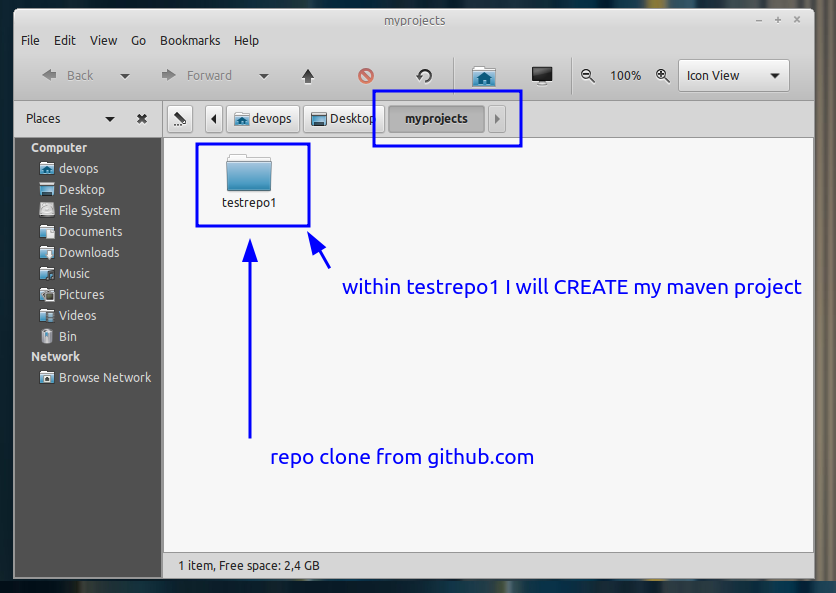 myprojects
File Edit View Go Bookmarks Help
Back Forward 100% Icon View
Places devops Desktop myprojects
Computer
devops
Desktop
File System
Documents
Downloads
Music
Pictures
Videos
Bin
Network
Browse Network
testrepo1
within testrepo1 I will CREATE my maven project
repo clone from github.com
1 item, Free space: 2,4 GB